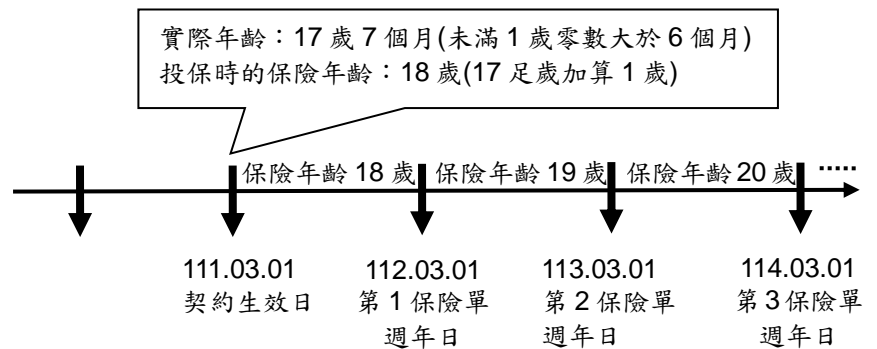 實際年齡：17 歲 7 個月(未滿 1 歲零數大於 6 個月)
投保時的保險年齡：18 歲(17 足歲加算 1 歲)
保險年齡 18 歲
保險年齡 19 歲
保險年齡 20 歲
.....
111.03.01
契約生效日
112.03.01
第 1 保險單
週年日
113.03.01
第 2 保險單
週年日
114.03.01
第 3 保險單
週年日